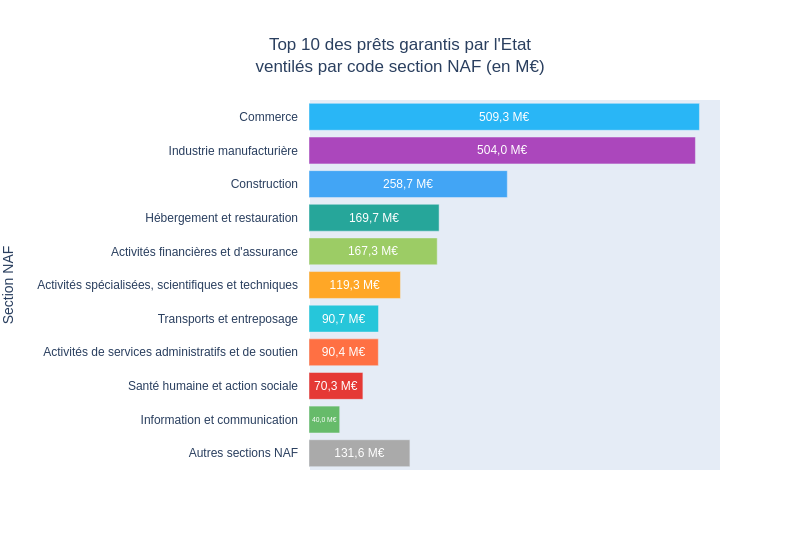 Top 10 des prêts garantis par l'Etat
ventilés par code section NAF (en M€)
Section NAF
Commerce 509,3 M€
Industrie manufacturière 504,0 M€
Construction 258,7 M€
Hébergement et restauration 169,7 M€
Activités financières et d'assurance 167,3 M€
Activités spécialisées, scientifiques et techniques 119,3 M€
Transports et entreposage 90,7 M€
Activités de services administratifs et de soutien 90,4 M€
Santé humaine et action sociale 70,3 M€
Information et communication 40,0 M€
Autres sections NAF 131,6 M€